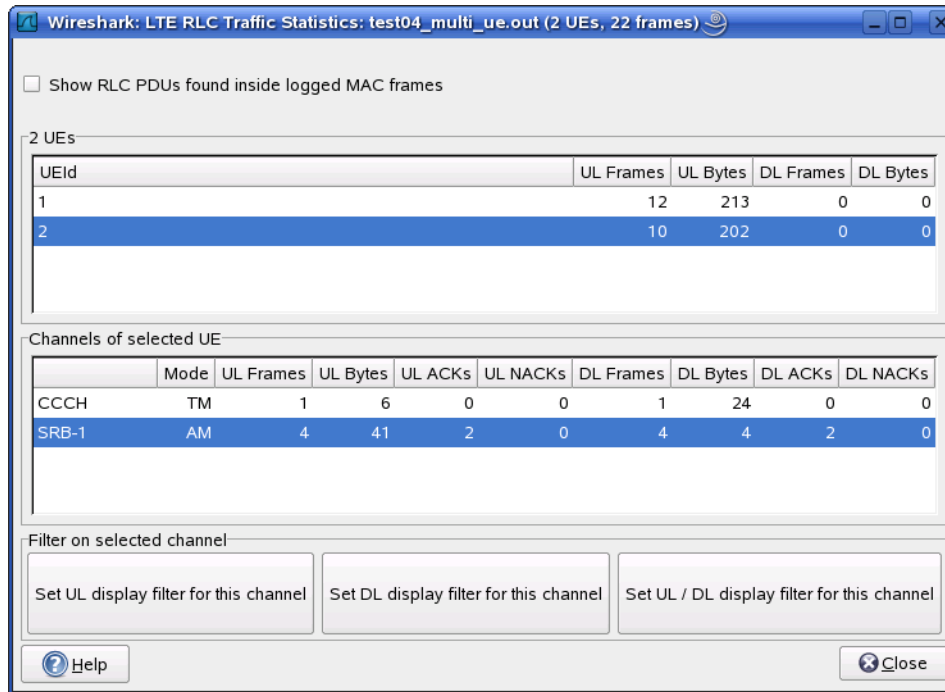 Wireshark: LTE RLC Traffic Statistics: test04_multi_ue.out (2 UEs, 22 frames)
Show RLC PDUs found inside logged MAC frames
2 UEs
UEId UL Frames UL Bytes DL Frames DL Bytes
1 12 213 0 0
2 10 202 0 0
Channels of selected UE
Mode UL Frames UL Bytes UL ACKs UL NACKs DL Frames DL Bytes DL ACKs DL NACKs
CCCH TM 1 6 0 0 1 24 0 0
SRB-1 AM 4 41 2 0 4 4 2 0
Filter on selected channel
Set UL display filter for this channel Set DL display filter for this channel Set UL / DL display filter for this channel
Help Close